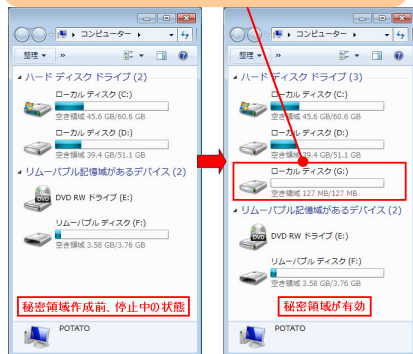 コンピューター
整理
ハード ディスク ドライブ (2)
ローカル ディスク (C:)
空き領域 45.6 GB/60.6 GB
ローカル ディスク (D:)
空き領域 39.4 GB/51.1 GB
リムーバブル記憶域があるデバイス (2)
DVD RW ドライブ (E:)
リムーバブル ディスク (F:)
空き領域 3.58 GB/3.76 GB
秘密領域作成前、停止中の状態
POTATO
コンピューター
整理
ハード ディスク ドライブ (3)
ローカル ディスク (C:)
空き領域 45.6 GB/60.6 GB
ローカル ディスク (D:)
空き領域 39.4 GB/51.1 GB
ローカル ディスク (G:)
空き領域 127 MB/127 MB
リムーバブル記憶域があるデバイス (2)
DVD RW ドライブ (E:)
リムーバブル ディスク (F:)
空き領域 3.58 GB/3.76 GB
秘密領域が有効
POTATO